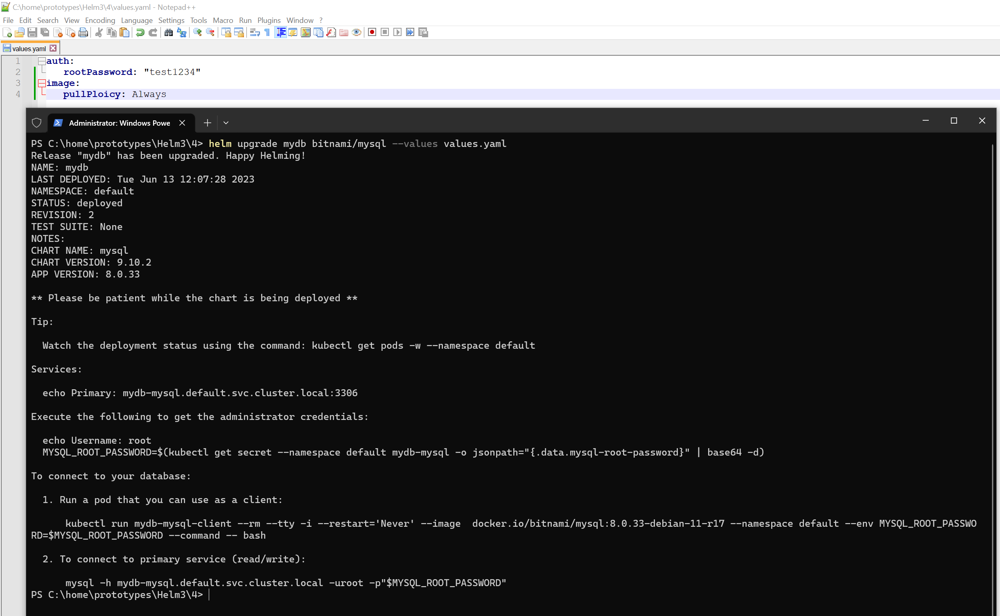 C:\home\prototypes\Helm3\4\values.yaml - Notepad++
File Edit Search View Encoding Language Settings Tools Macro Run Plugins Window ?
values.yaml
1 auth:
2 rootPassword: "test1234"
3 image:
4 pullPloicy: Always
Administrator: Windows Powe
PS C:\home\prototypes\Helm3\4> helm upgrade mydb bitnami/mysql --values values.yaml
Release "mydb" has been upgraded. Happy Helming!
NAME: mydb
LAST DEPLOYED: Tue Jun 13 12:07:28 2023
NAMESPACE: default
STATUS: deployed
REVISION: 2
TEST SUITE: None
NOTES:
CHART NAME: mysql
CHART VERSION: 9.10.2
APP VERSION: 8.0.33
** Please be patient while the chart is being deployed **
Tip:
Watch the deployment status using the command: kubectl get pods -w --namespace default
Services:
echo Primary: mydb-mysql.default.svc.cluster.local:3306
Execute the following to get the administrator credentials:
echo Username: root
MYSQL_ROOT_PASSWORD=$(kubectl get secret --namespace default mydb-mysql -o jsonpath="{.data.mysql-root-password}" | base64 -d)
To connect to your database:
1. Run a pod that you can use as a client:
kubectl run mydb-mysql-client --rm --tty -i --restart='Never' --image  docker.io/bitnami/mysql:8.0.33-debian-11-r17 --namespace default --env MYSQL_ROOT_PASSWO
RD=$MYSQL_ROOT_PASSWORD --command -- bash
2. To connect to primary service (read/write):
mysql -h mydb-mysql.default.svc.cluster.local -uroot -p"$MYSQL_ROOT_PASSWORD"
PS C:\home\prototypes\Helm3\4>